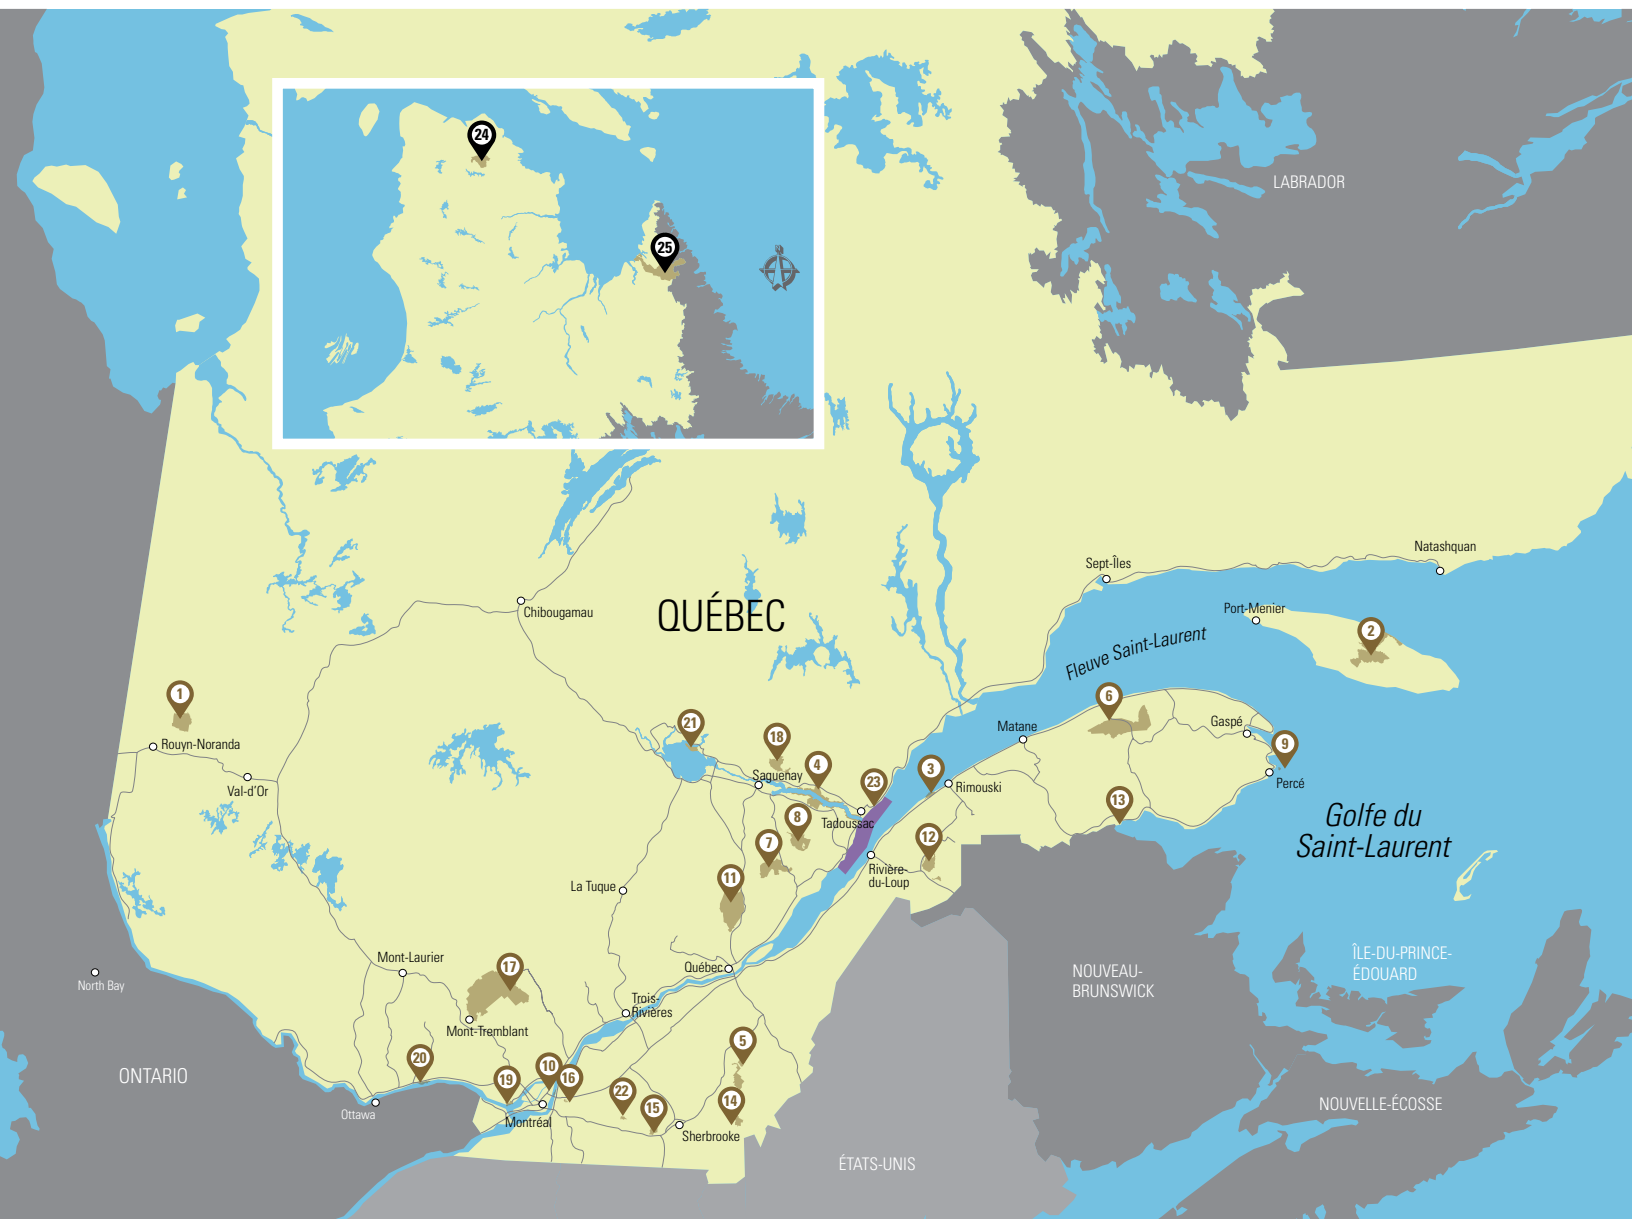 24
LABRADOR
25
Natashquan
Sept-Îles
Chibougamau
QUÉBEC
Port-Menier
2
Fleuve Saint-Laurent
1
6
Gaspé
21
Matane
18
Rouyn-Noranda
9
Saguenay
4
3
23
Rimouski
Percé
Val-d'Or
13
8
Tadoussac
Golfe du
Saint-Laurent
7
12
Rivière-
du-Loup
11
La Tuque
Mont-Laurier
17
Québec
ÎLE-DU-PRINCE-
ÉDOUARD
North Bay
NOUVEAU-
BRUNSWICK
Trois-
Rivières
Mont-Tremblant
5
20
10
19
16
ONTARIO
22
14
15
Ottawa
Montréal
Sherbrooke
NOUVELLE-ÉCOSSE
ÉTATS-UNIS